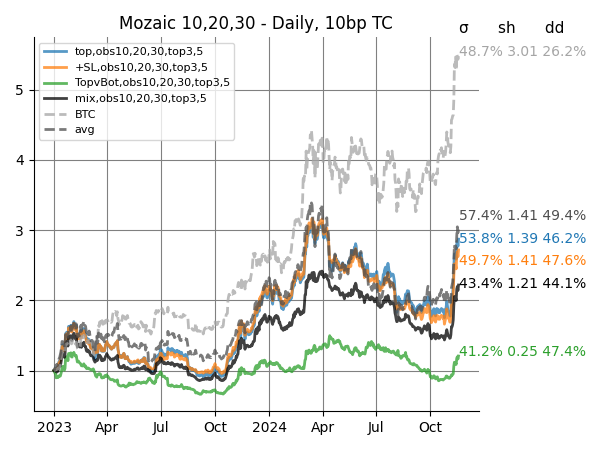 Mozaic 10,20,30 - Daily, 10bp TC
σ sh dd
top,obs10,20,30,top3,5
+SL,obs10,20,30,top3,5
TopvBot,obs10,20,30,top3,5
mix,obs10,20,30,top3,5
BTC
avg
48.7% 3.01 26.2%
57.4% 1.41 49.4%
53.8% 1.39 46.2%
49.7% 1.41 47.6%
43.4% 1.21 44.1%
41.2% 0.25 47.4%
5
4
3
2
1
2023 Apr Jul Oct 2024 Apr Jul Oct